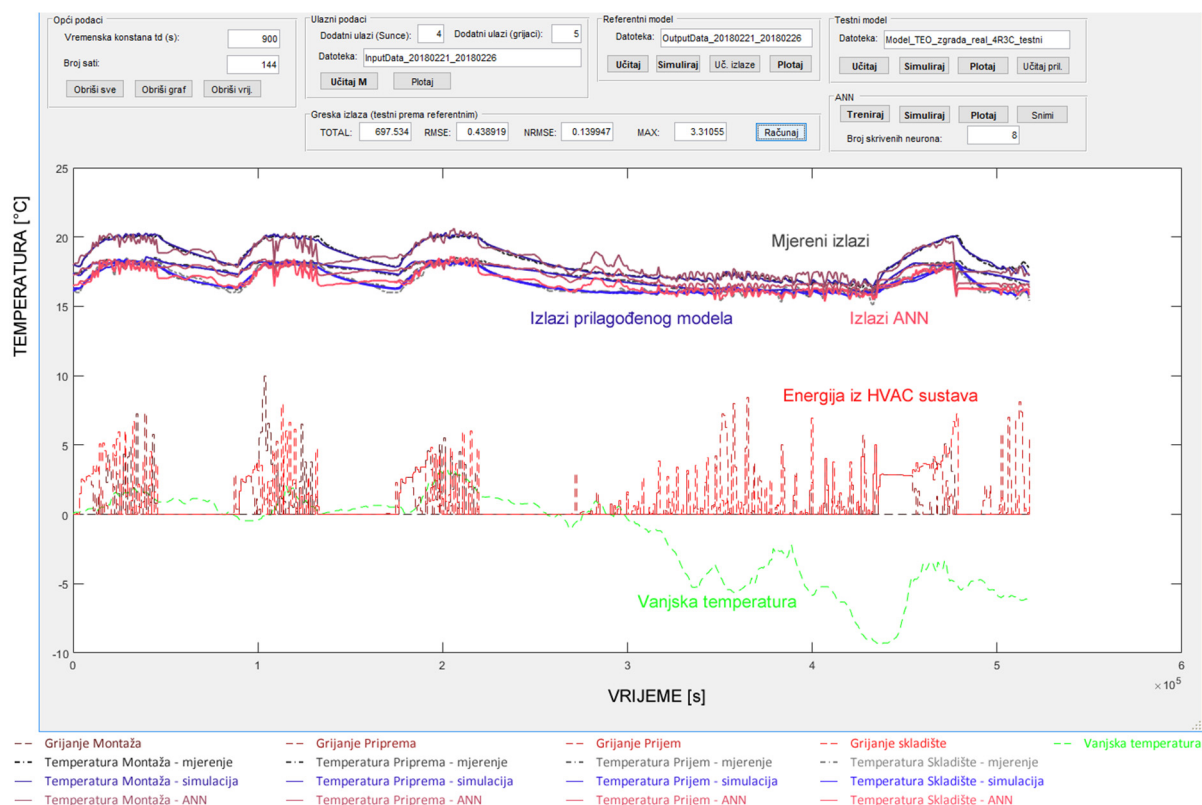 Opći podaci
Vremenska konstana td (s): 900
Broj sati: 144
Obriši sve Obriši graf Obriši vrij.
Ulazni podaci
Dodatni ulazi (Sunce): 4 Dodatni ulazi (grijaci): 5
Datoteka: InputData_20180221_20180226
Učitaj M Plotaj
Referentni model
Datoteka: OutputData_20180221_20180226
Učitaj Simuliraj Uč. izlaze Plotaj
Testni model
Datoteka: Model_TEO_zgrada_real_4R3C_testni
Učitaj Simuliraj Plotaj Učitaj pril.
Greska izlaza (testni prema referentnim)
TOTAL: 697.534 RMSE: 0.438919 NRMSE: 0.139947 MAX: 3.31055 Računaj
ANN
Treniraj Simuliraj Plotaj Snimi
Broj skrivenih neurona: 8
TEMPERATURA [°C]
25
20
15
10
5
0
-5
-10
Mjereni izlazi
Izlazi prilagođenog modela
Izlazi ANN
Energija iz HVAC sustava
Vanjska temperatura
0 1 2 3 4 5 6
× 10⁵
VRIJEME [s]
Grijanje Montaža Grijanje Priprema Grijanje Prijem Grijanje skladište Vanjska temperatura
Temperatura Montaža - mjerenje Temperatura Priprema - mjerenje Temperatura Prijem - mjerenje Temperatura Skladište - mjerenje
Temperatura Montaža - simulacija Temperatura Priprema - simulacija Temperatura Prijem - simulacija Temperatura Skladište - simulacija
Temperatura Montaža - ANN Temperatura Priprema - ANN Temperatura Prijem - ANN Temperatura Skladište - ANN